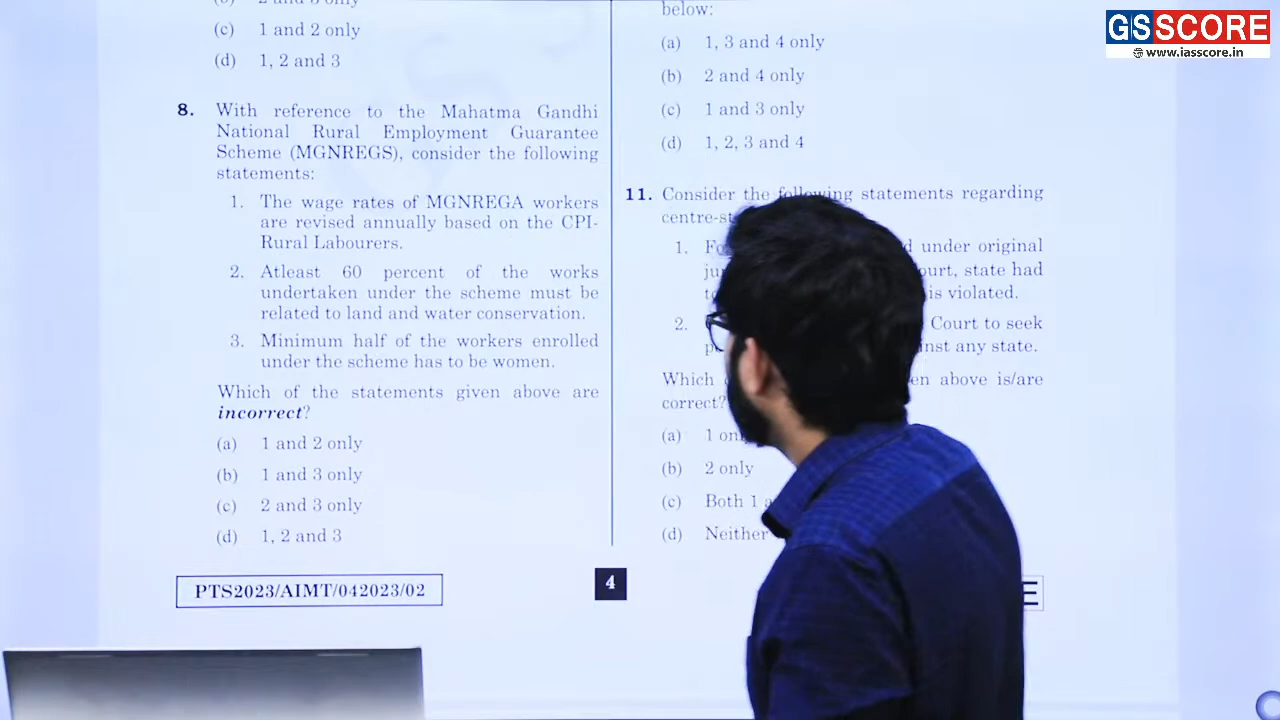 (b) 2 and 3 only
(c) 1 and 2 only
(d) 1, 2 and 3
8. With reference to the Mahatma Gandhi
National Rural Employment Guarantee
Scheme (MGNREGS), consider the following
statements:
1. The wage rates of MGNREGA workers
are revised annually based on the CPI-
Rural Labourers.
2. Atleast 60 percent of the works
undertaken under the scheme must be
related to land and water conservation.
3. Minimum half of the workers enrolled
under the scheme has to be women.
Which of the statements given above are
incorrect?
(a) 1 and 2 only
(b) 1 and 3 only
(c) 2 and 3 only
(d) 1, 2 and 3
below:
(a) 1, 3 and 4 only
(b) 2 and 4 only
(c) 1 and 3 only
(d) 1, 2, 3 and 4
11. Consider the following statements regarding
1. under original
state had
is violated.
2. Court to seek
any state.
Which above is/are
correct?
(a) 1
(b) 2 only
(c) Both 1
(d) Neither
PTS2023/AIMT/042023/02
4
GSSCORE
www.iasscore.in